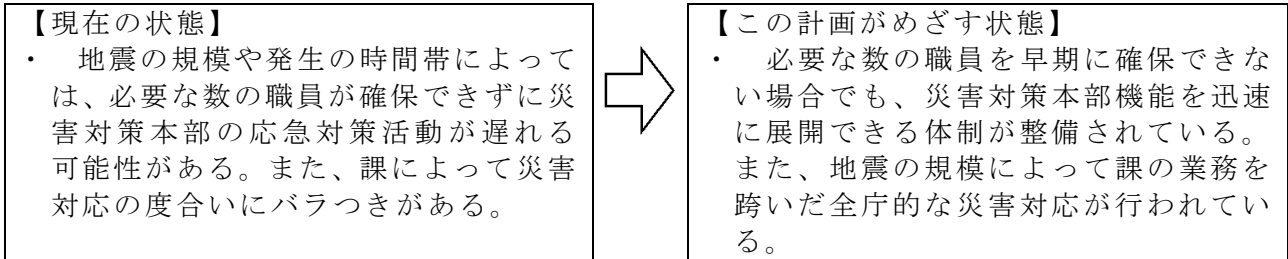 【現在の状態】
・　地震の規模や発生の時間帯によって
は、必要な数の職員が確保できずに災
害対策本部の応急対策活動が遅れる
可能性がある。また、課によって災害
対応の度合いにバラつきがある。
【この計画がめざす状態】
・　必要な数の職員を早期に確保できな
い場合でも、災害対策本部機能を迅速
に展開できる体制が整備されている。
また、地震の規模によって課の業務を
跨いだ全庁的な災害対応が行われてい
る。